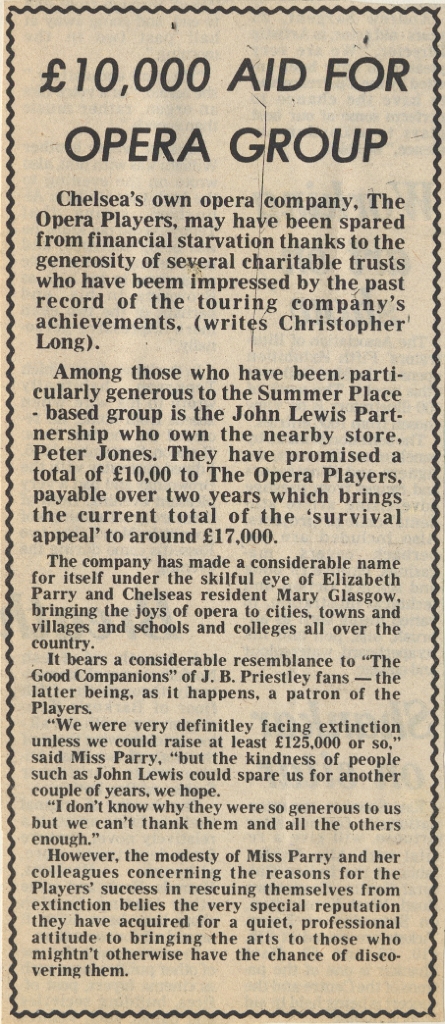 £10,000 AID FOR
OPERA GROUP
Chelsea's own opera company, The
Opera Players, may have been spared
from financial starvation thanks to the
generosity of several charitable trusts
who have beem impressed by the past
record of the touring company's
achievements, (writes Christopher
Long).
Among those who have been parti-
cularly generous to the Summer Place
- based group is the John Lewis Part-
nership who own the nearby store,
Peter Jones. They have promised a
total of £10,00 to The Opera Players,
payable over two years which brings
the current total of the 'survival
appeal' to around £17,000.
The company has made a considerable name
for itself under the skilful eye of Elizabeth
Parry and Chelseas resident Mary Glasgow,
bringing the joys of opera to cities, towns and
villages and schools and colleges all over the
country.
It bears a considerable resemblance to "The
Good Companions" of J. B. Priestley fans — the
latter being, as it happens, a patron of the
Players.
"We were very definitley facing extinction
unless we could raise at least £125,000 or so,"
said Miss Parry, "but the kindness of people
such as John Lewis could spare us for another
couple of years, we hope.
"I don't know why they were so generous to us
but we can't thank them and all the others
enough."
However, the modesty of Miss Parry and her
colleagues concerning the reasons for the
Players' success in rescuing themselves from
extinction belies the very special reputation
they have acquired for a quiet, professional
attitude to bringing the arts to those who
mightn't otherwise have the chance of disco-
vering them.